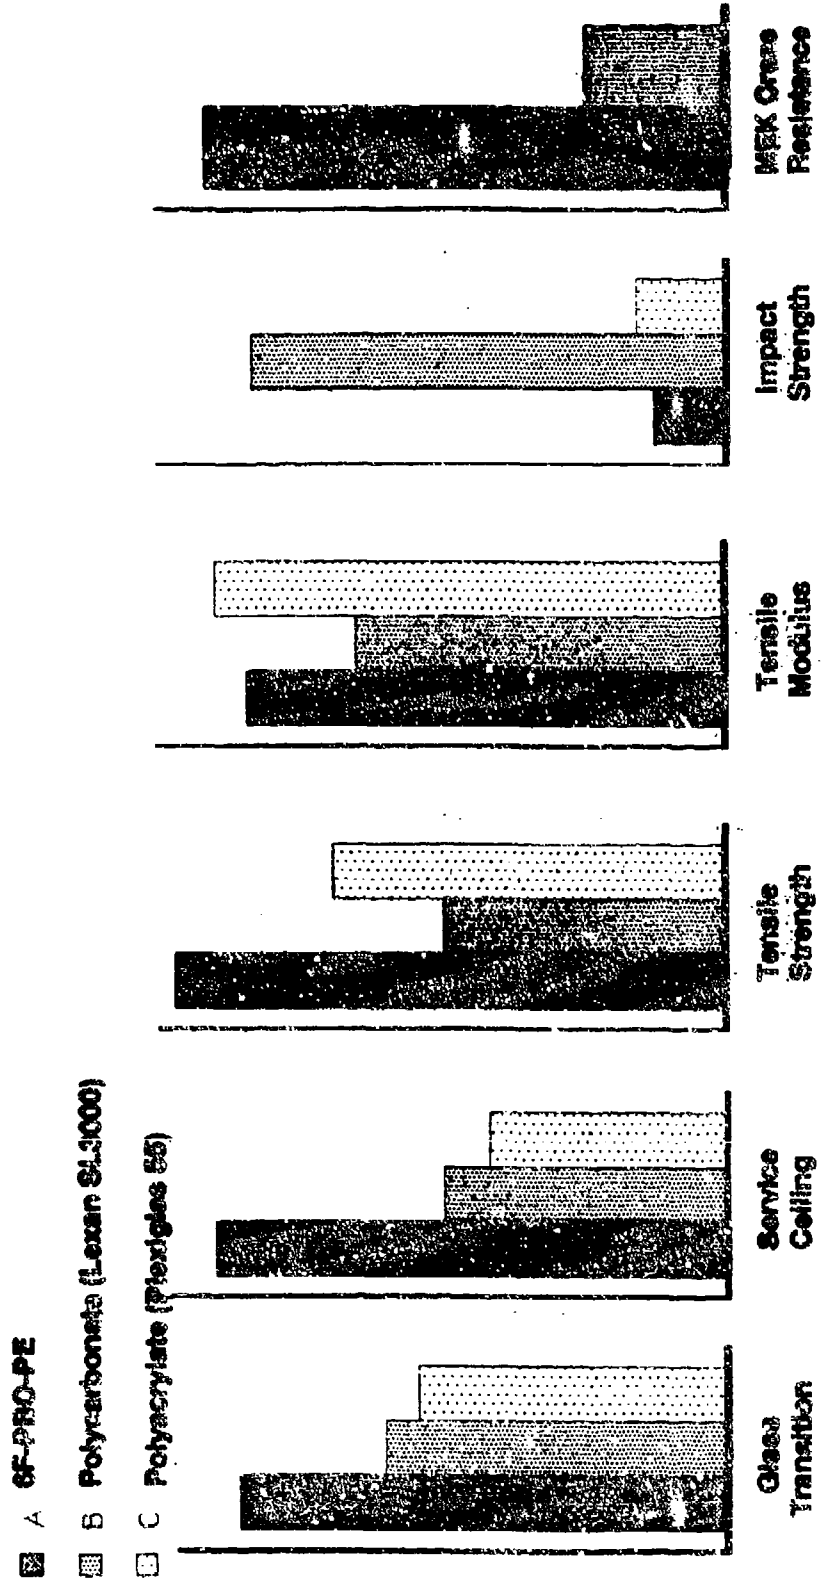 A 6F-PBO-PE
B Polycarbonate (Lexan SL3000)
C Polyacrylate (Plexiglas 55)
Glass
Transition
Service
Ceiling
Tensile
Strength
Tensile
Modulus
Impact
Strength
MEK Craze
Resistance